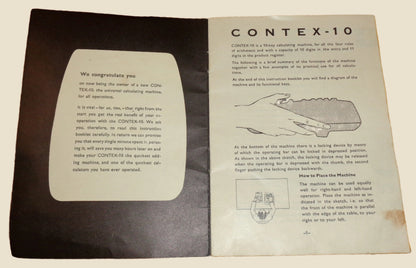 We congratulate you
on now being the owner of a new CON-
TEX-10, the universal calculating machine,
for all operations.
It is vital – for us, too, – that right from the
start you get the real benefit of your co-
operation with the CONTEX-10. We ask
you, therefore, to read this instruction
booklet carefully. In return we can promise
you that every single minute spent in perus-
ing it, will save you many hours later on and
make your CONTEX-10 the quickest add-
ing machine, and one of the quickest cal-
culators you have ever operated.
CONTEX-10
CONTEX-10 is a 10-key calculating machine, for all the four rules
of arithmetic and with a capacity of 10 digits in the entry and 11
digits in the product register.
The following is a brief summary of the functions of the machine
together with a few examples of its practical use for all calcula-
tions.
At the end of this instruction booklet you will find a diagram of the
machine and its functional keys.
At the bottom of the machine there is a locking device by means
of which the operating bar can be locked in depressed position.
As shown in the above sketch, the locking device may be released
when the operating bar is depressed with the thumb, the second
finger pushing the locking device backwards.
How to Place the Machine
The machine can be used equally
well for right-hand and left-hand
operation. Place the machine as in-
dicated in the sketch, i.e. so that
the front of the machine is parallel
with the edge of the table, to your
right or to your left.